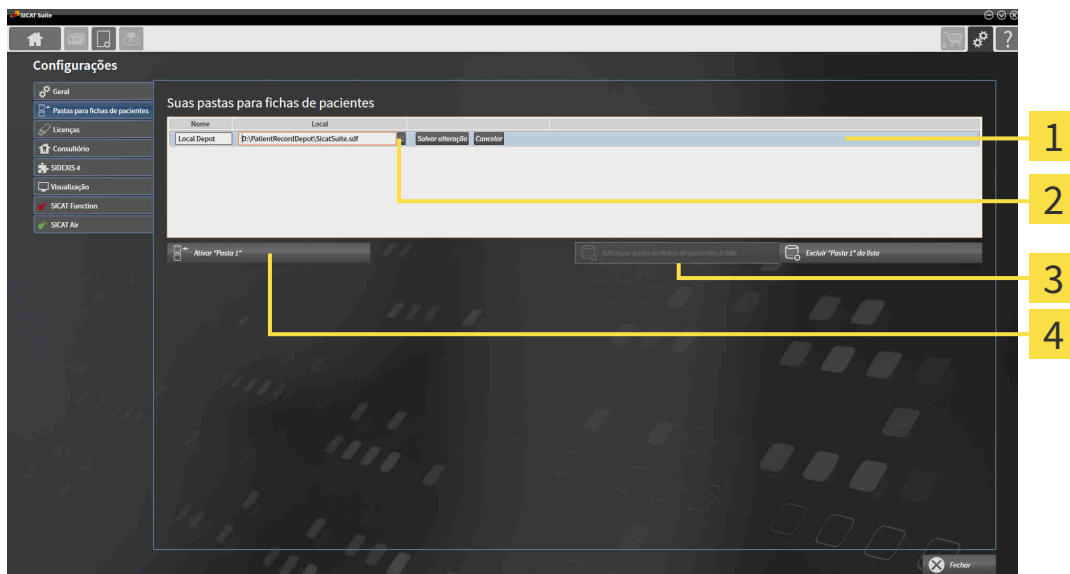 SICAT Suite
?
Configurações
Geral
Pastas para fichas de pacientes
Licenças
Consultório
SIDEXIS 4
Visualização
SICAT Function
SICAT Air
Suas pastas para fichas de pacientes
Nome Local
Local Depot D:\PatientRecordDepot\SicatSuite.sdf ... Salvar alteração Cancelar
Ativar "Pasta 1"
Adicionar pasta de fichas de pacientes à lista
Excluir "Pasta 1" da lista
1
2
3
4
Fechar